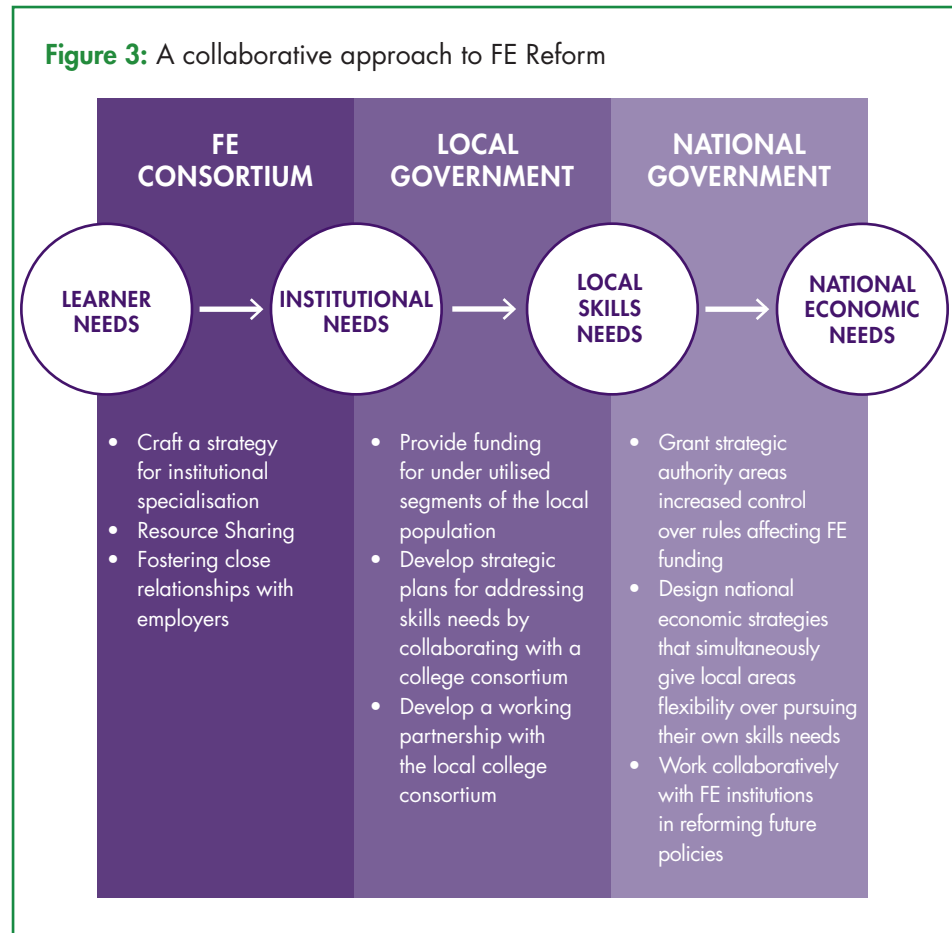 Figure 3: A collaborative approach to FE Reform
FE
CONSORTIUM
LOCAL
GOVERNMENT
NATIONAL
GOVERNMENT
LEARNER
NEEDS
INSTITUTIONAL
NEEDS
LOCAL
SKILLS
NEEDS
NATIONAL
ECONOMIC
NEEDS
• Craft a strategy
for institutional
specialisation
• Resource Sharing
• Fostering close
relationships with
employers
• Provide funding
for under utilised
segments of the local
population
• Develop strategic
plans for addressing
skills needs by
collaborating with a
college consortium
• Develop a working
partnership with
the local college
consortium
• Grant strategic
authority areas
increased control
over rules affecting FE
funding
• Design national
economic strategies
that simultaneously
give local areas
flexibility over pursuing
their own skills needs
• Work collaboratively
with FE institutions
in reforming future
policies